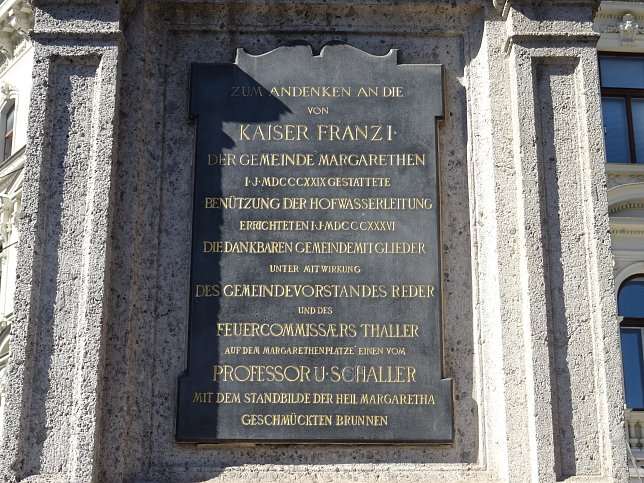 ZUM ANDENKEN AN DIE
VON
KAISER FRANZ I·
DER GEMEINDE MARGARETHEN
I·J·MDCCCXXIX GESTATTETE
BENÜTZUNG DER HOFWASSERLEITUNG
ERRICHTETEN I·J·MDCCCXXXVI
DIE DANKBAREN GEMEINDEMITGLIEDER
UNTER MITWIRKUNG
DES GEMEINDEVORSTANDES REDER
UND DES
FEUERCOMMISSÆRS THALLER
AUF DEM MARGARETHENPLATZE EINEN VOM
PROFESSOR U·SCHALLER
MIT DEM STANDBILDE DER HEIL MARGARETHA
GESCHMÜCKTEN BRUNNEN